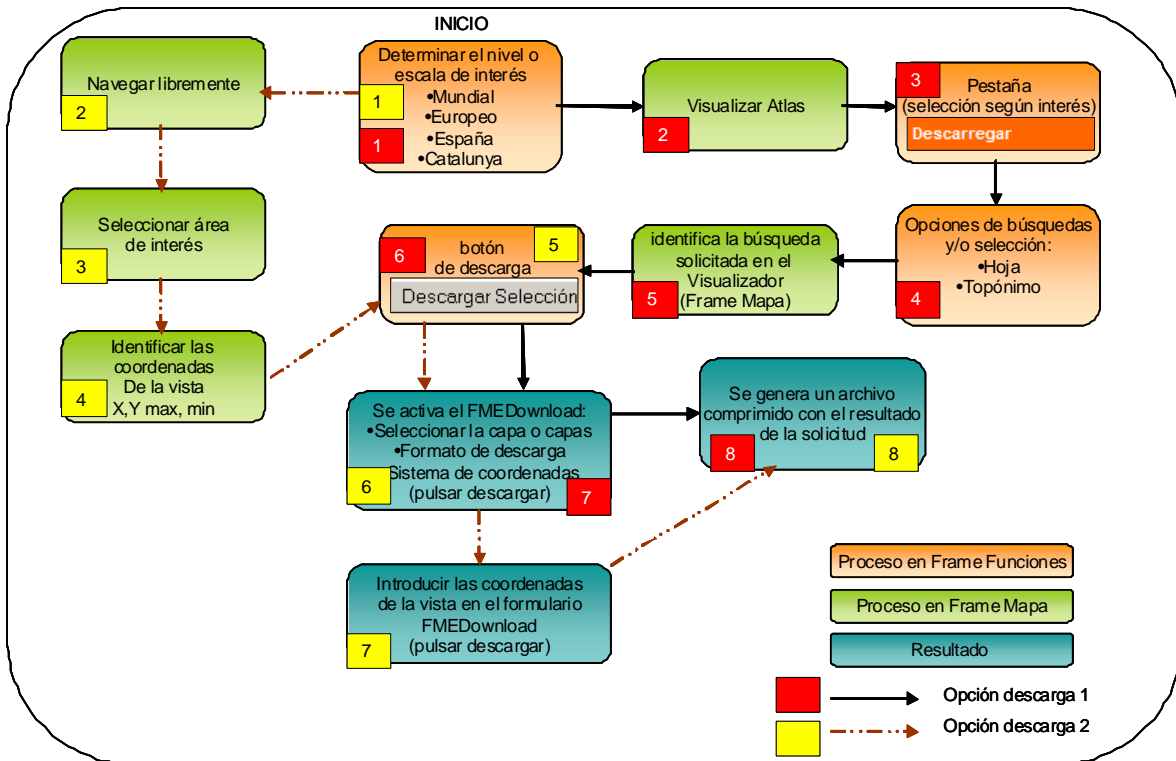 INICIO
Determinar el nivel o
escala de interés
•Mundial
•Europeo
•España
•Catalunya
1
1
Navegar libremente
2
Visualizar Atlas
2
3
Pestaña
(selección según interés)
Descarregar
Seleccionar área
de interés
3
botón
de descarga
6
5
Descargar Selección
identifica la búsqueda
solicitada en el
Visualizador
(Frame Mapa)
5
Opciones de búsquedas
y/o selección:
•Hoja
•Topónimo
4
Identificar las
coordenadas
De la vista
X,Y max, min
4
Se activa el FMEDownload:
•Seleccionar la capa o capas
•Formato de descarga
Sistema de coordenadas
(pulsar descargar)
6
7
Se genera un archivo
comprimido con el resultado
de la solicitud
8
8
Introducir las coordenadas
de la vista en el formulario
FMEDownload
(pulsar descargar)
7
Proceso en Frame Funciones
Proceso en Frame Mapa
Resultado
Opción descarga 1
Opción descarga 2